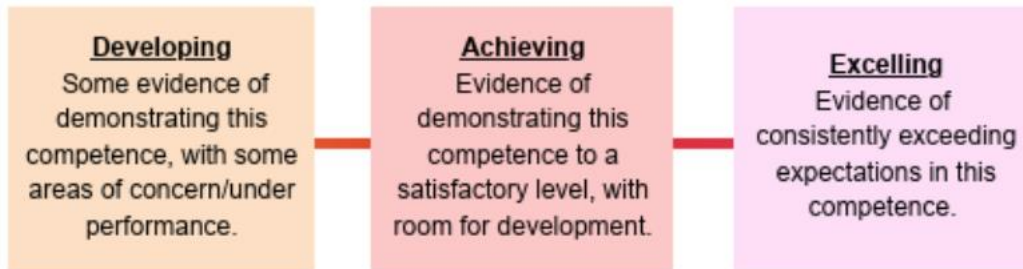 Developing
Some evidence of
demonstrating this
competence, with some
areas of concern/under
performance.
Achieving
Evidence of
demonstrating this
competence to a
satisfactory level, with
room for development.
Excelling
Evidence of
consistently exceeding
expectations in this
competence.